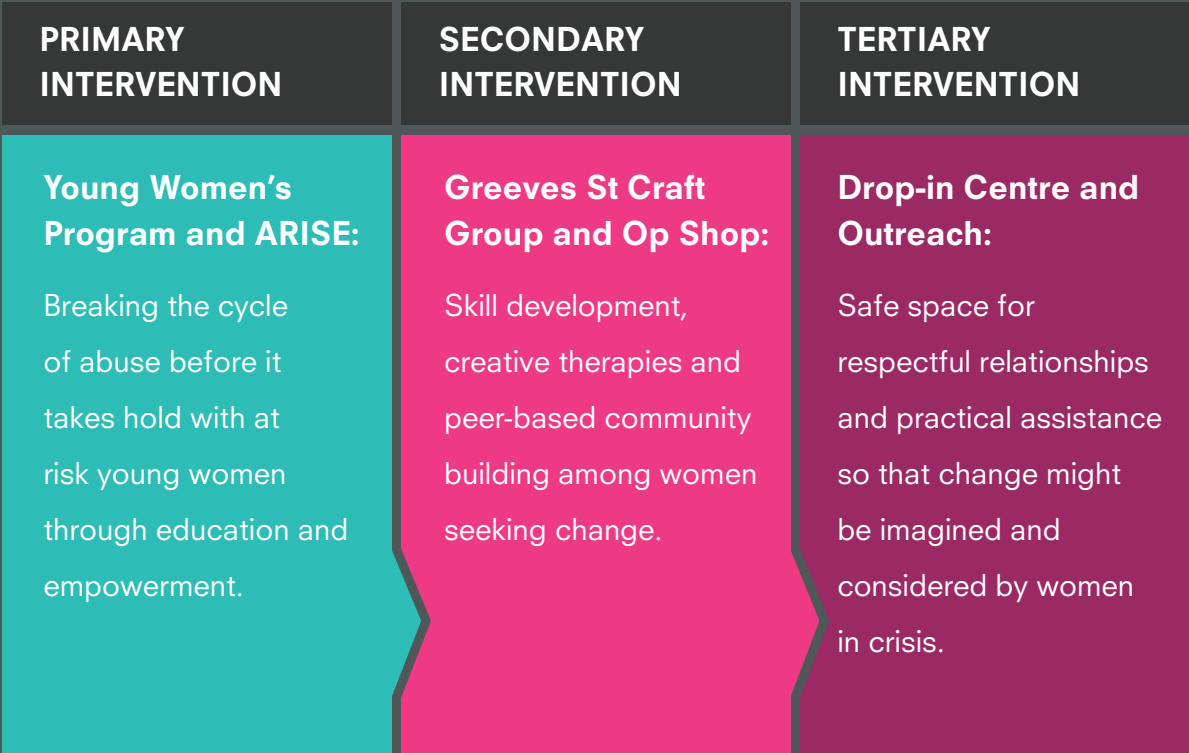 PRIMARY
INTERVENTION
Young Women’s
Program and ARISE:
Breaking the cycle
of abuse before it
takes hold with at
risk young women
through education and
empowerment.
SECONDARY
INTERVENTION
Greeves St Craft
Group and Op Shop:
Skill development,
creative therapies and
peer-based community
building among women
seeking change.
TERTIARY
INTERVENTION
Drop-in Centre and
Outreach:
Safe space for
respectful relationships
and practical assistance
so that change might
be imagined and
considered by women
in crisis.